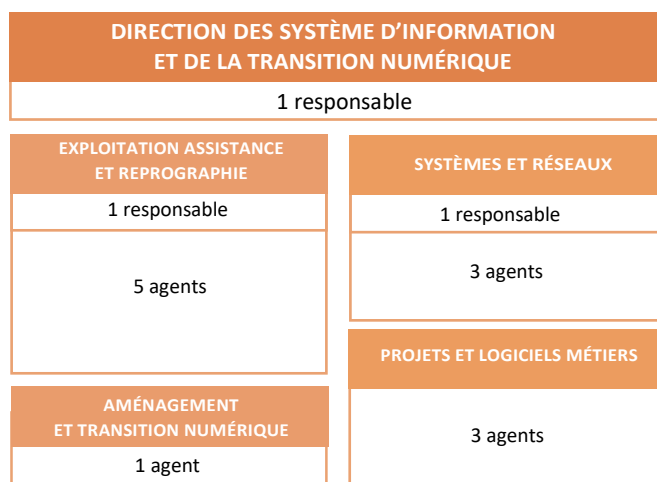 DIRECTION DES SYSTÈME D’INFORMATION
ET DE LA TRANSITION NUMÉRIQUE
1 responsable
EXPLOITATION ASSISTANCE
ET REPROGRAPHIE
1 responsable
5 agents
AMÉNAGEMENT
ET TRANSITION NUMÉRIQUE
1 agent
SYSTÈMES ET RÉSEAUX
1 responsable
3 agents
PROJETS ET LOGICIELS MÉTIERS
3 agents